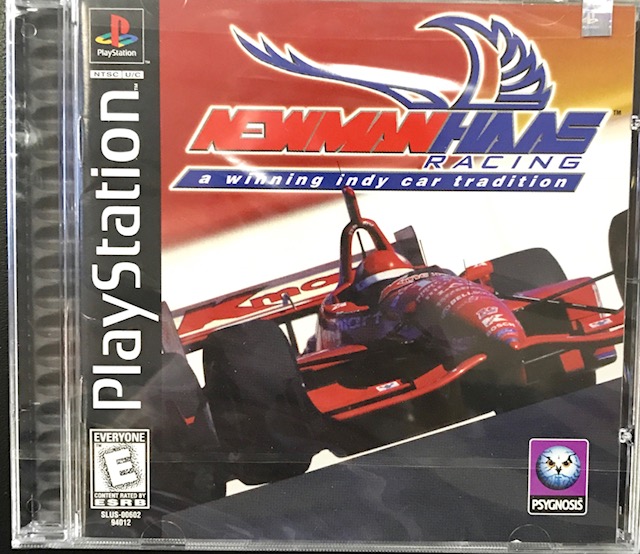 PlayStation
NTSC U/C
PlayStation
NEWMAN HAAS
RACING
a winning indy car tradition
Kmart
EVERYONE
E
CONTENT RATED BY
ESRB
SLUS-00602
94012
PSYGNOSIS